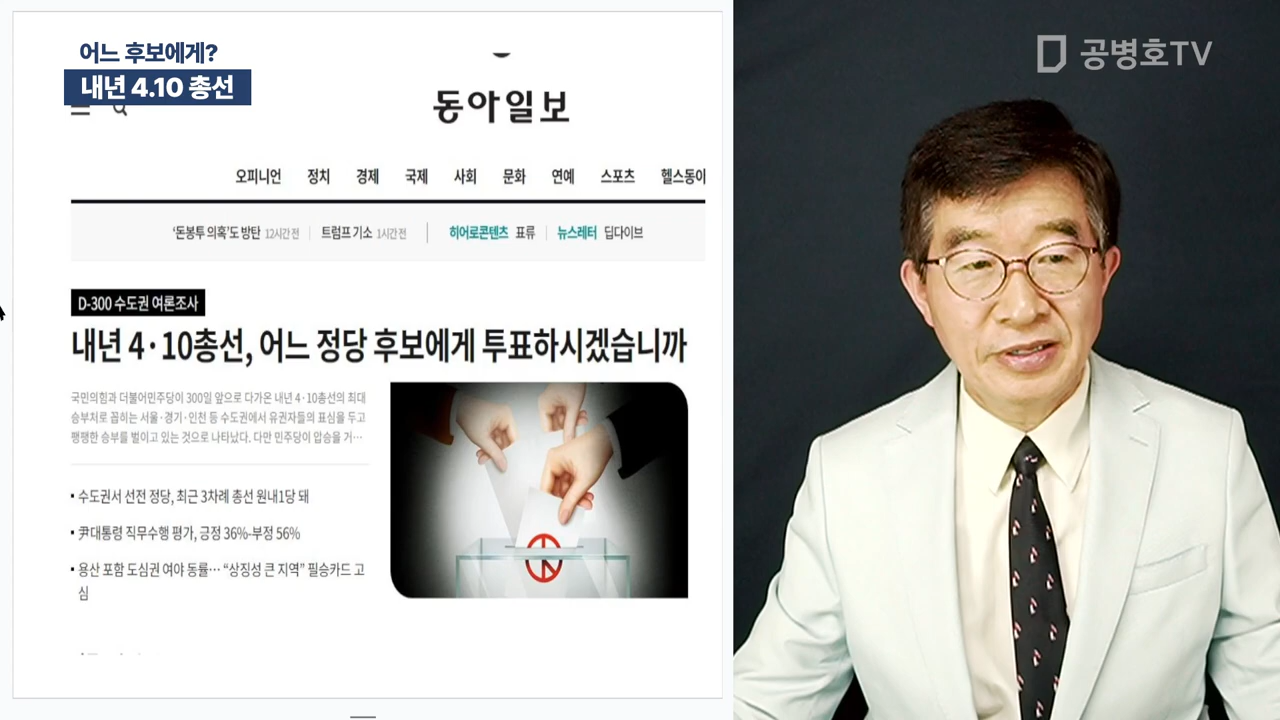 어느 후보에게?
내년 4.10 총선
공병호TV
동아일보
오피니언 정치 경제 국제 사회 문화 연예 스포츠 헬스동아
‘돈봉투 의혹’도 방탄 12시간 전 트럼프 기소 1시간 전 히어로콘텐츠 표류 뉴스레터 딥다이브
D-300 수도권 여론조사
내년 4·10총선, 어느 정당 후보에게 투표하시겠습니까
국민의힘과 더불어민주당이 300일 앞으로 다가온 내년 4·10총선의 최대
승부처로 꼽히는 서울·경기·인천 등 수도권에서 유권자들의 표심을 두고
팽팽한 승부를 벌이고 있는 것으로 나타났다. 다만 민주당이 압승을 거…
수도권서 선전 정당, 최근 3차례 총선 원내1당 돼
尹대통령 직무수행 평가, 긍정 36%-부정 56%
용산 포함 도심권 여야 동률… “상징성 큰 지역” 필승카드 고
심